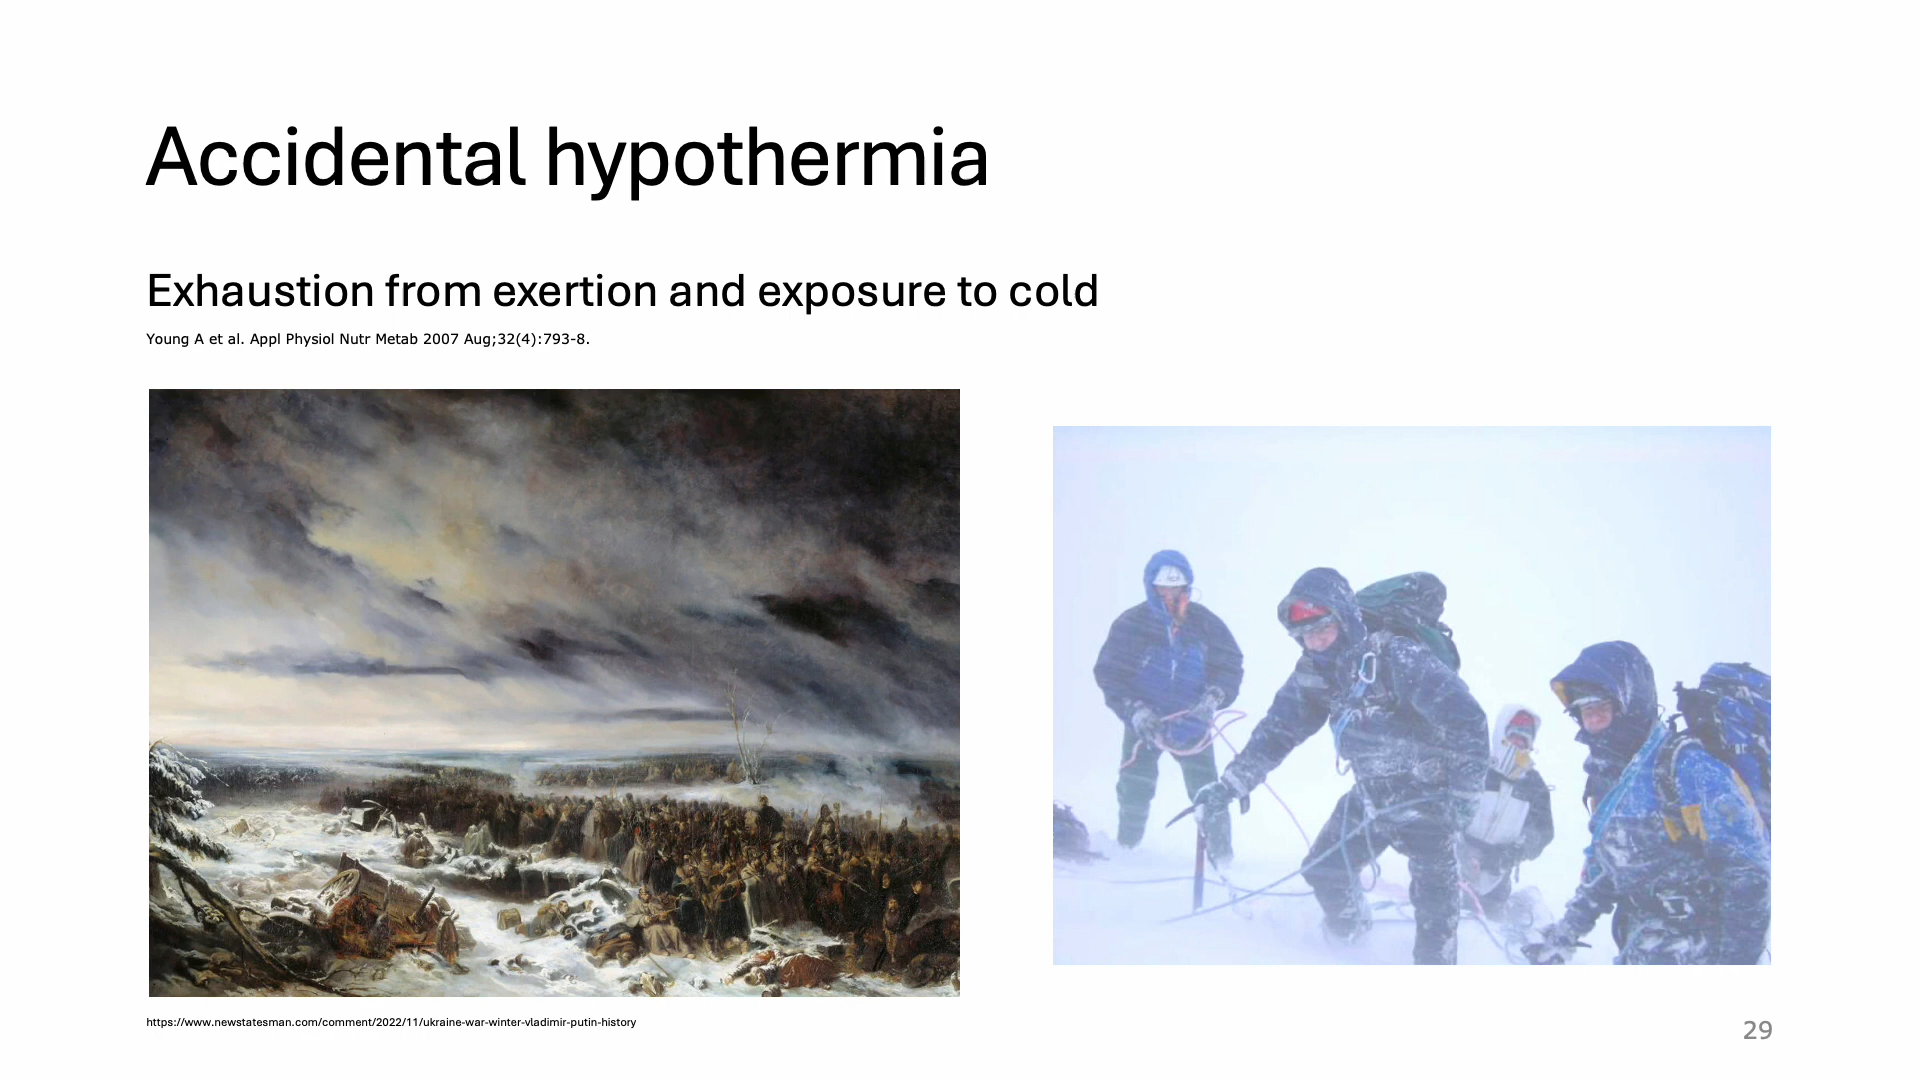 Accidental hypothermia
Exhaustion from exertion and exposure to cold
Young A et al. Appl Physiol Nutr Metab 2007 Aug;32(4):793-8.
https://www.newstatesman.com/comment/2022/11/ukraine-war-winter-vladimir-putin-history
29